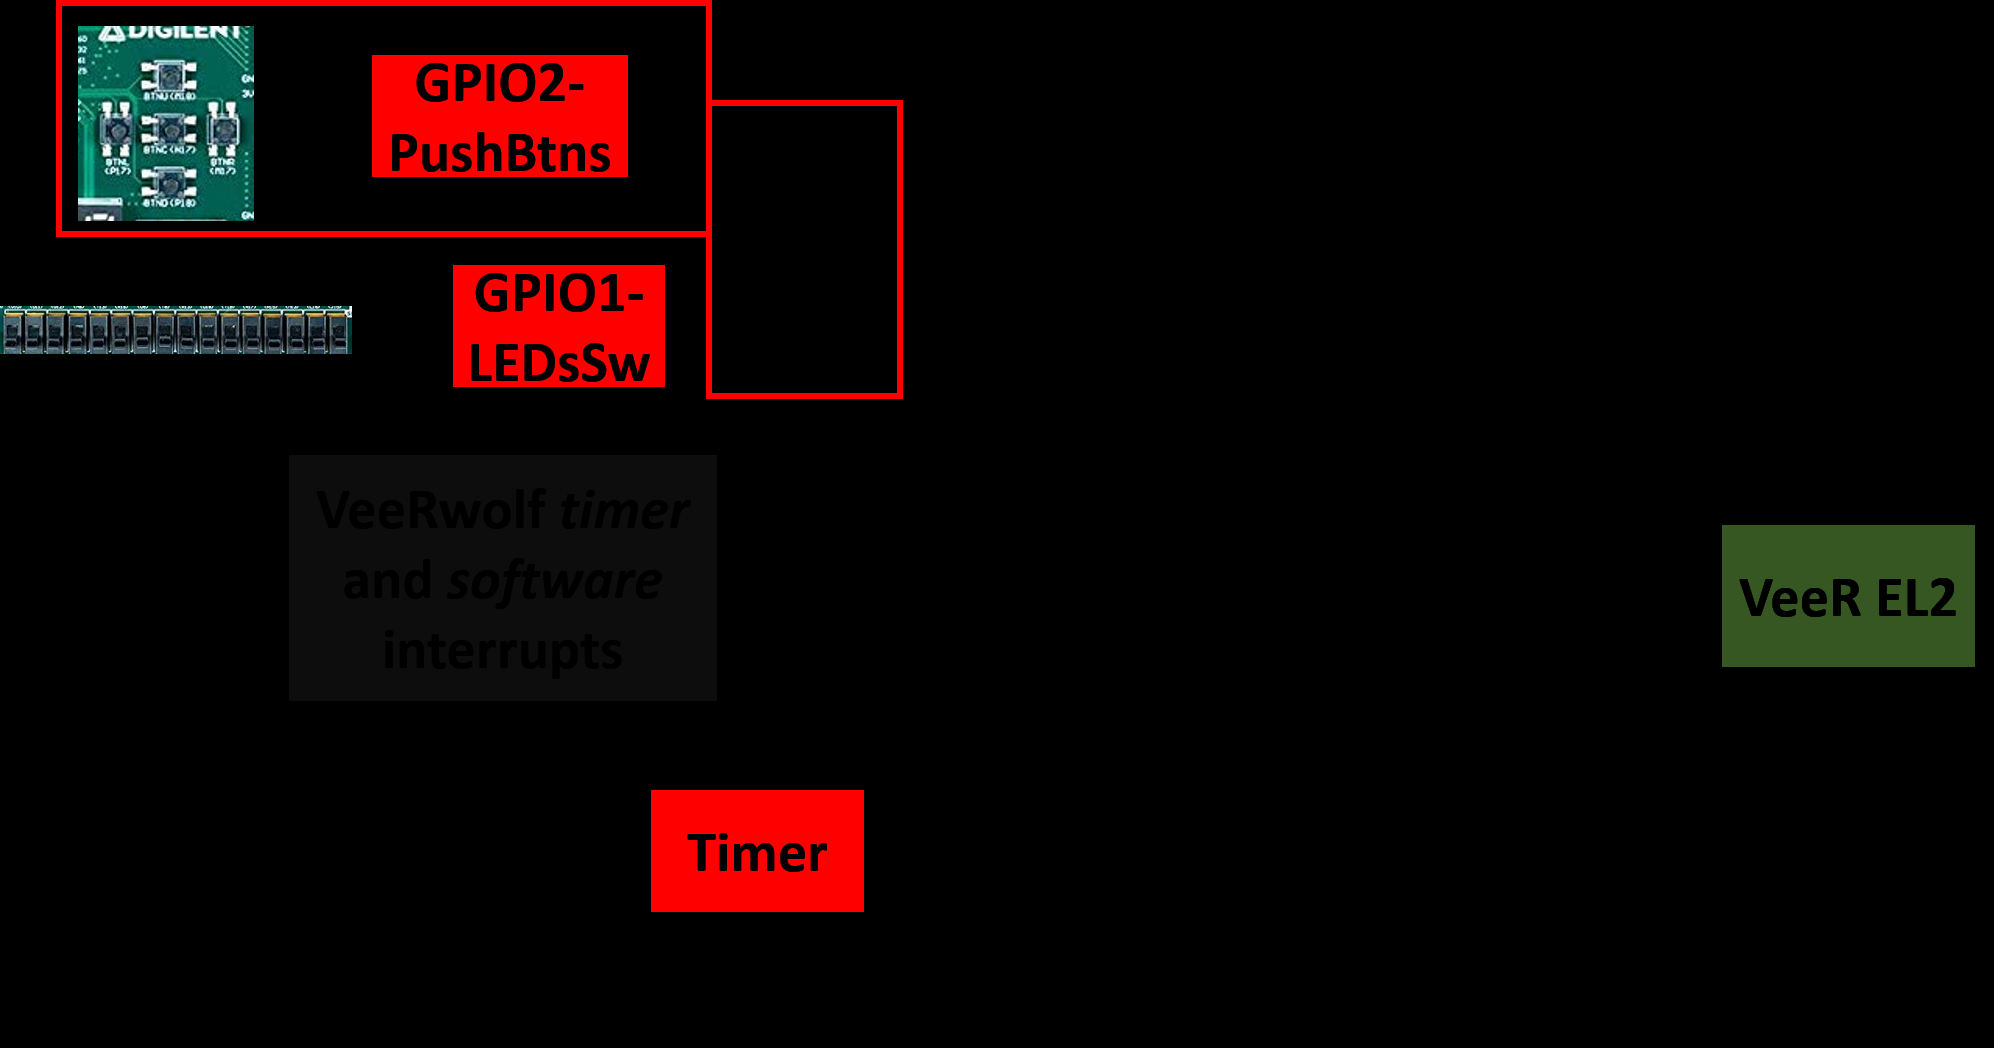 DIGILENT
GPIO2-
PushBtns
BTNU(M18)
BTNL
(P17)
BTNC(N17)
BTNR
(M17)
BTND(P18)
GPIO1-
LEDsSw
VeeRwolf timer
and software
interrupts
VeeR EL2
Timer